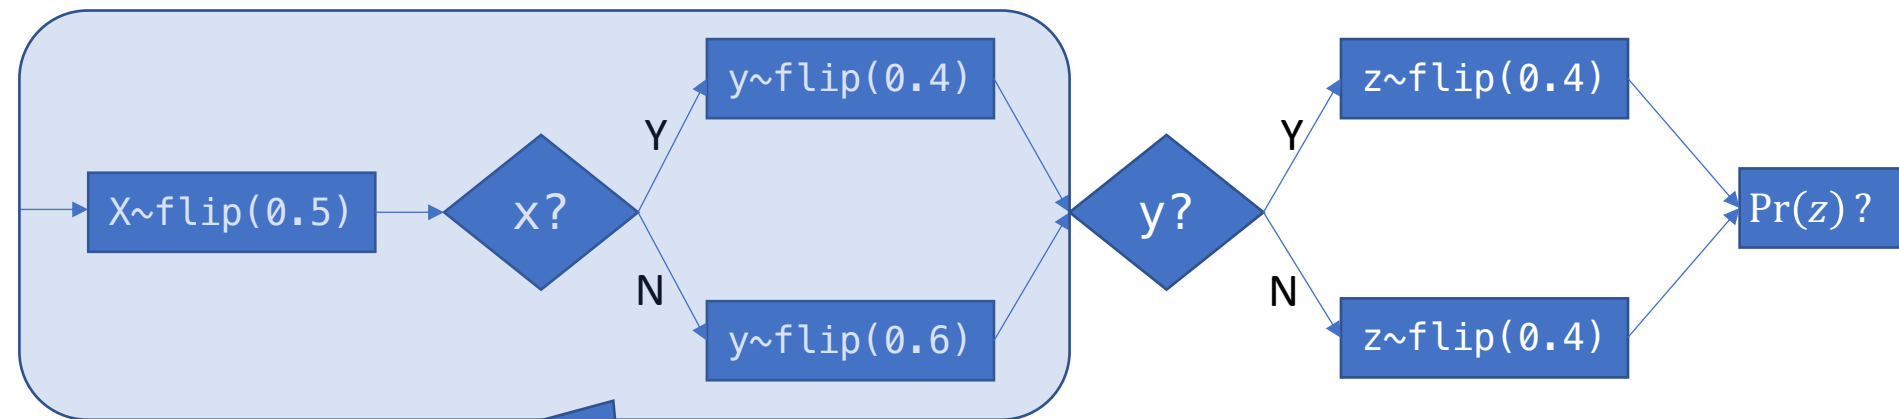 X~flip(0.5)
x?
Y
y~flip(0.4)
N
y~flip(0.6)
y?
Y
z~flip(0.4)
N
z~flip(0.4)
Pr(z)?